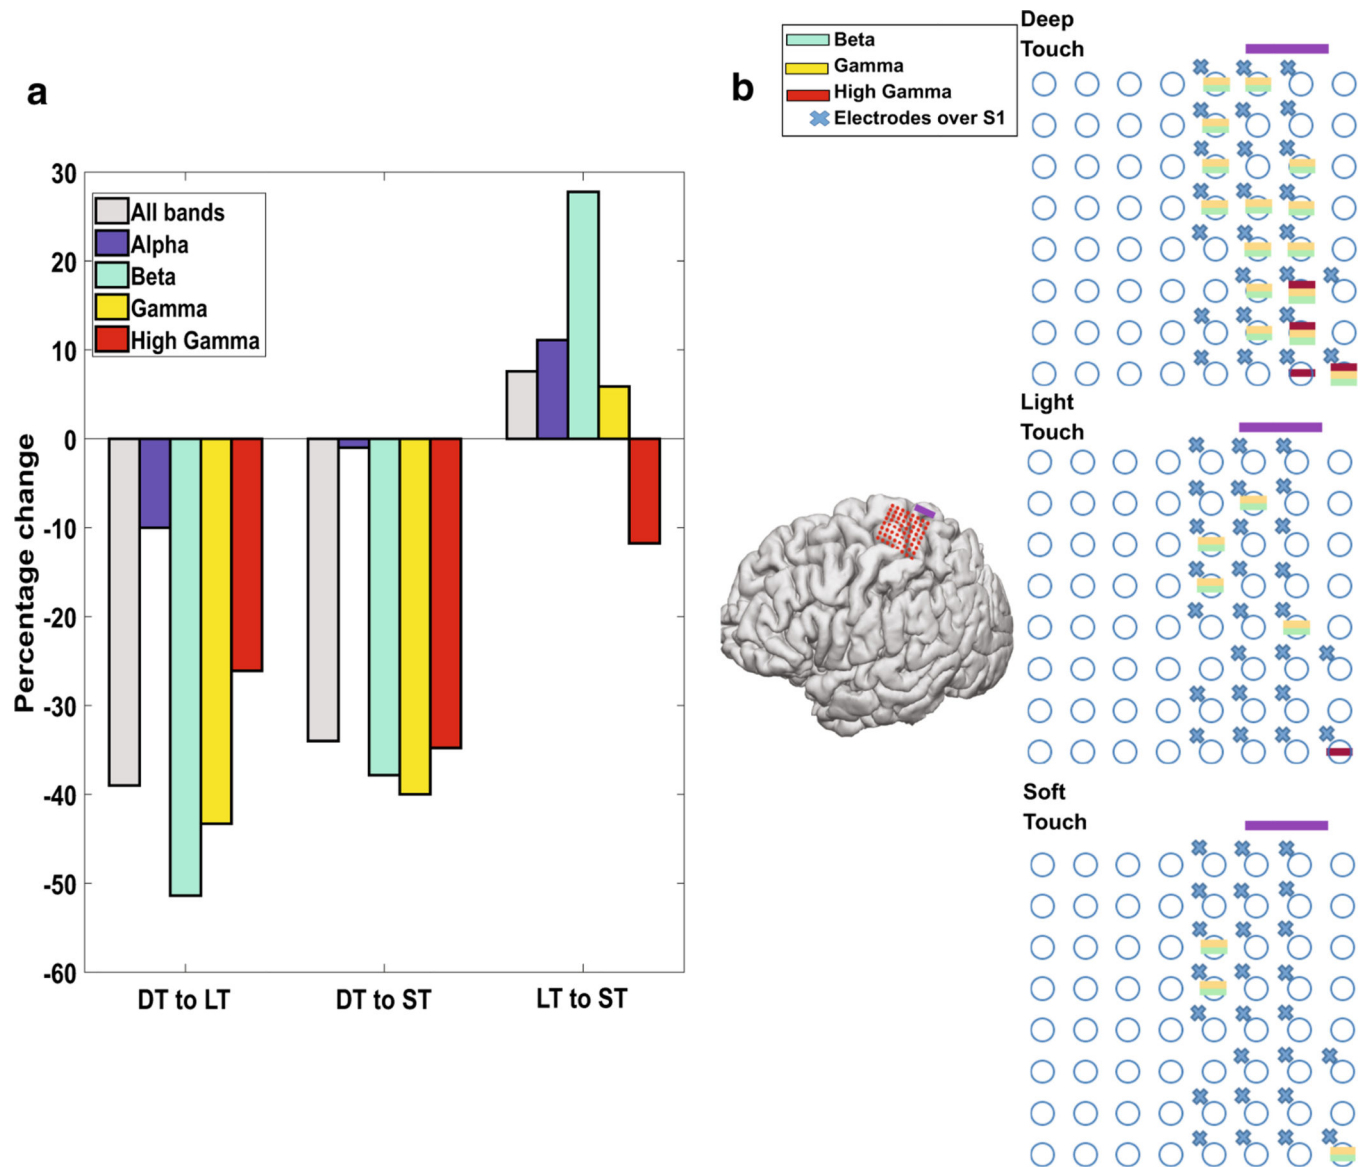 a
Percentage change
30
20
10
0
-10
-20
-30
-40
-50
-60
All bands
Alpha
Beta
Gamma
High Gamma
DT to LT
DT to ST
LT to ST
b
Beta
Gamma
High Gamma
Electrodes over S1
Deep
Touch
Light
Touch
Soft
Touch